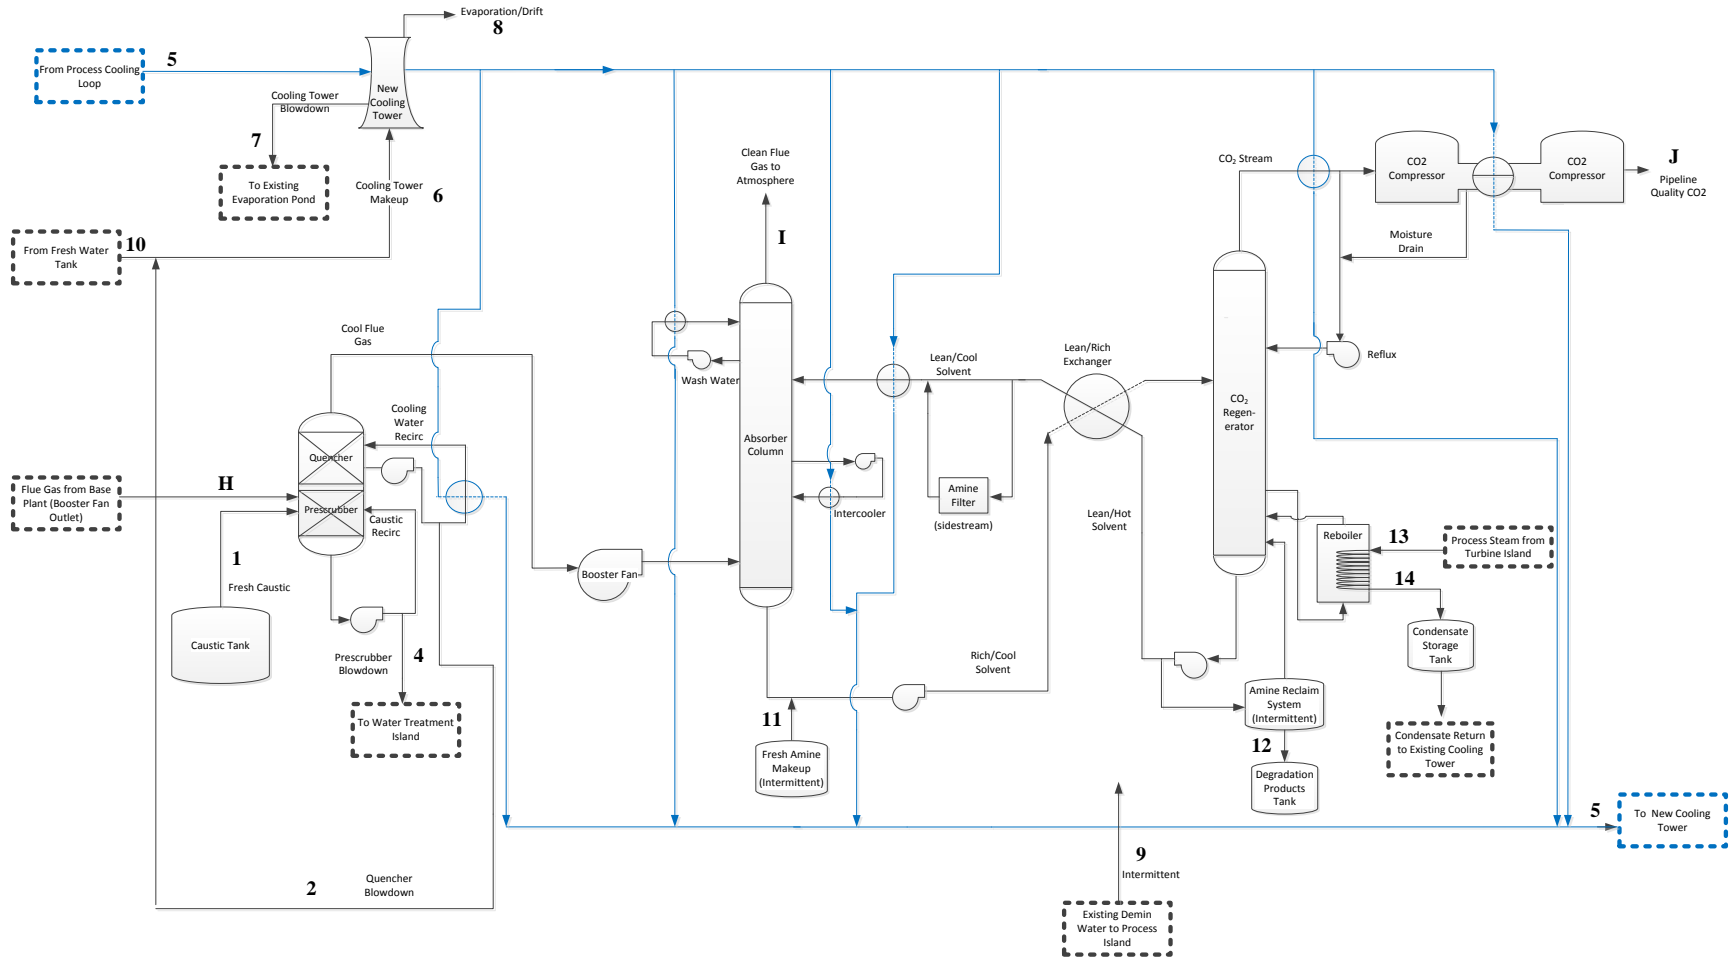 Evaporation/Drift
8
From Process Cooling
Loop
5
New
Cooling
Tower
Cooling Tower
Blowdown
7
To Existing
Evaporation Pond
Cooling Tower
Makeup
6
From Fresh Water
Tank
10
Clean Flue
Gas to
Atmosphere
I
CO2 Stream
CO2
Compressor
CO2
Compressor
J
Pipeline
Quality CO2
Moisture
Drain
Cool Flue
Gas
Wash Water
Lean/Cool
Solvent
Lean/Rich
Exchanger
Reflux
Cooling
Water
Recirc
Quencher
Absorber
Column
CO2
Regen-
erator
Flue Gas from Base
Plant (Booster Fan
Outlet)
H
Prescrubber
Caustic
Recirc
Intercooler
Amine
Filter
(sidestream)
Lean/Hot
Solvent
Reboiler
13
Process Steam from
Turbine Island
14
1
Fresh Caustic
Booster Fan
Caustic Tank
Prescrubber
Blowdown
4
Rich/Cool
Solvent
Condensate
Storage
Tank
To Water Treatment
Island
11
Fresh Amine
Makeup
(Intermittent)
Amine Reclaim
System
(Intermittent)
12
Degradation
Products
Tank
Condensate Return
to Existing Cooling
Tower
5
To New Cooling
Tower
2
Quencher
Blowdown
9
Intermittent
Existing Demin
Water to Process
Island